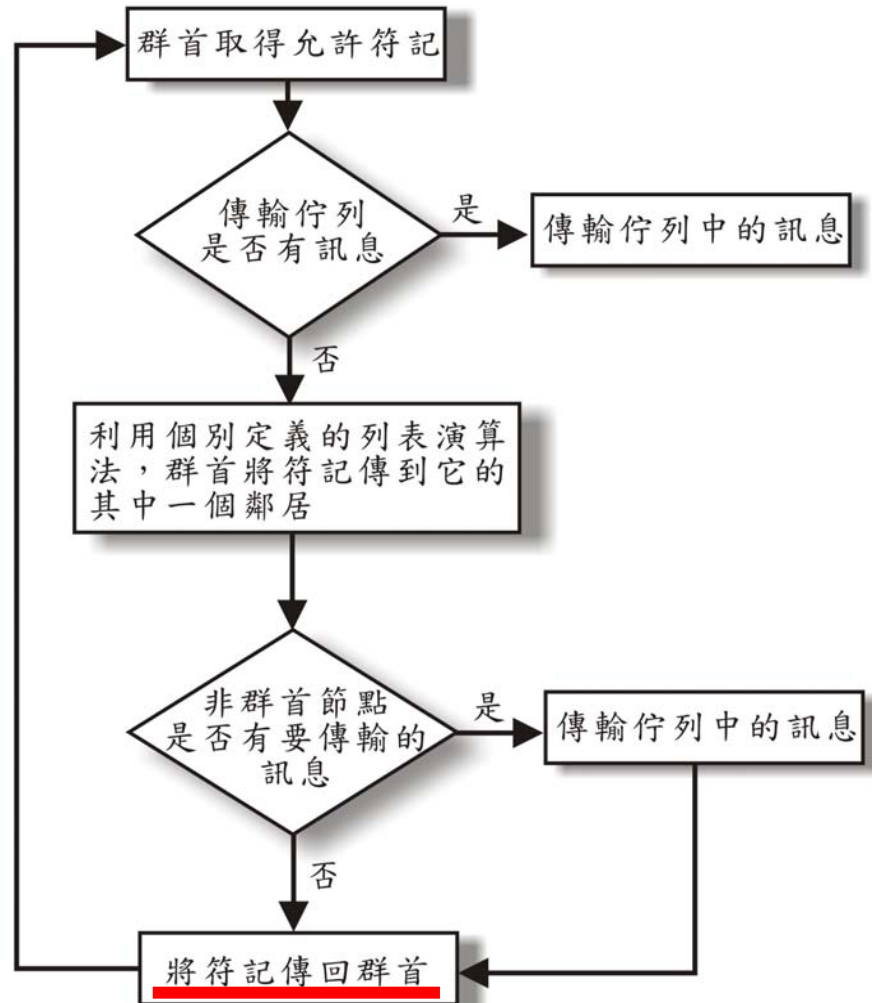 群首取得允許符記
傳輸佇列
是否有訊息
是
傳輸佇列中的訊息
否
利用個別定義的列表演算
法，群首將符記傳到它的
其中一個鄰居
非群首節點
是否有要傳輸的
訊息
是
傳輸佇列中的訊息
否
將符記傳回群首